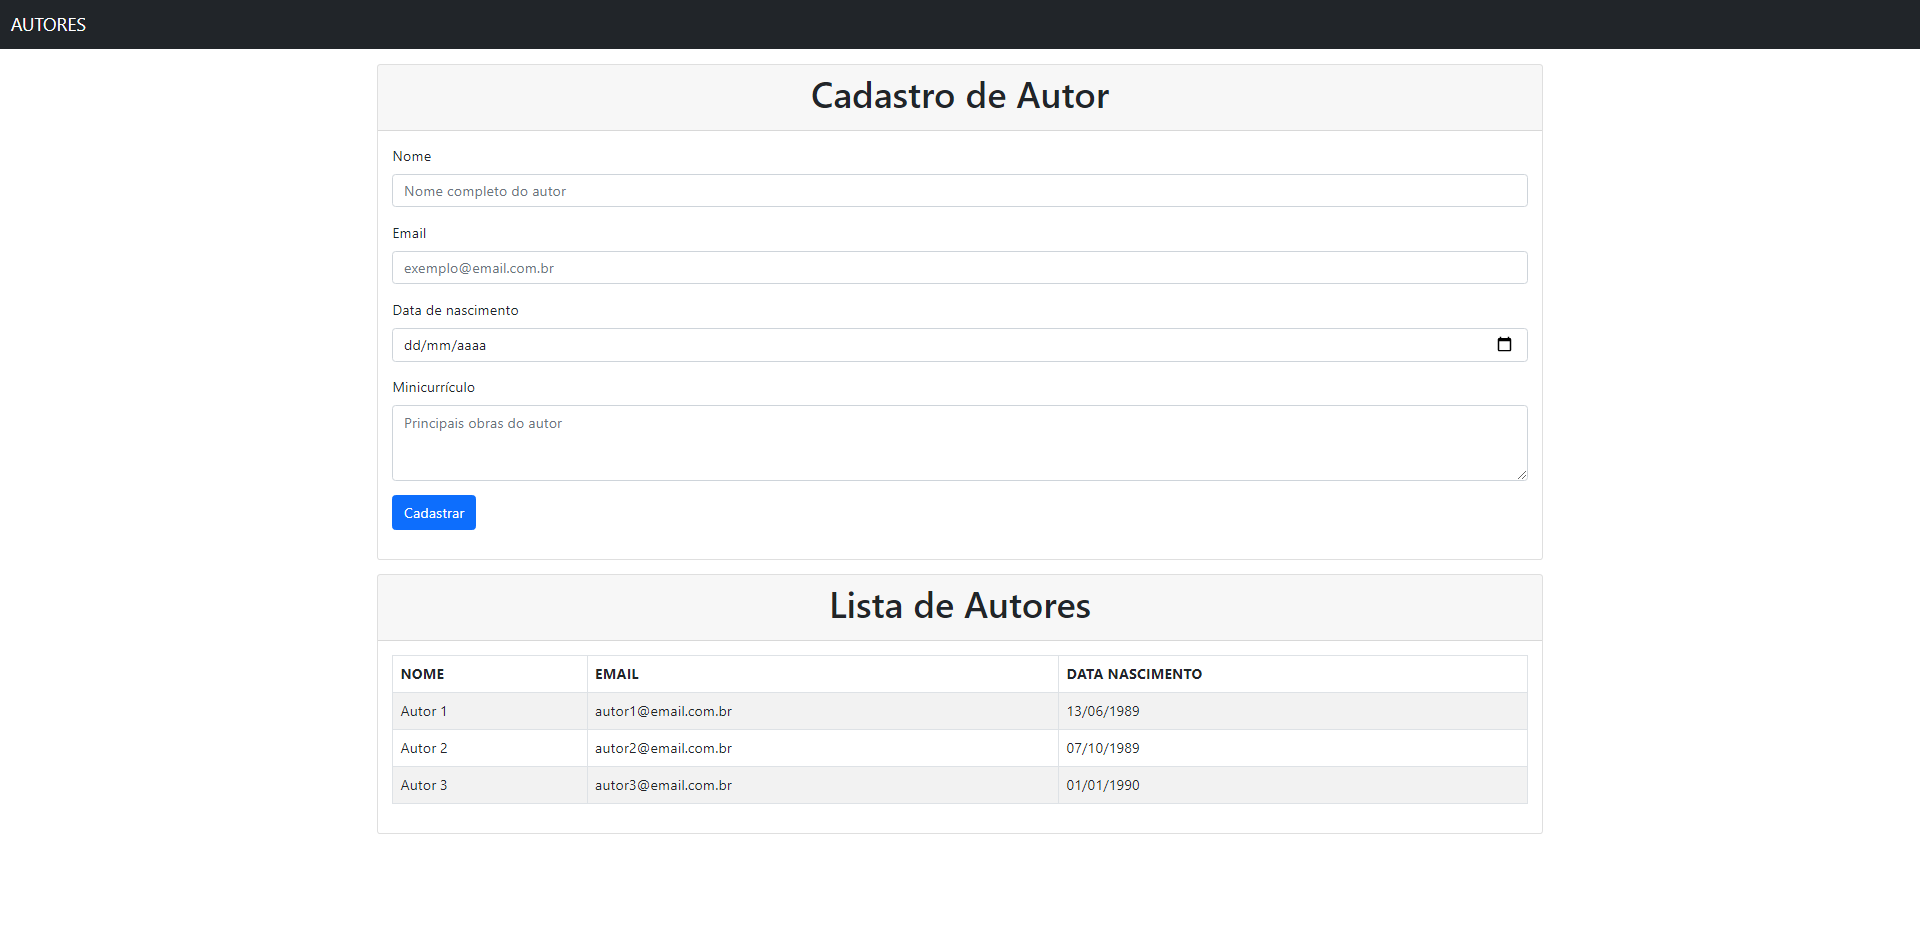 AUTORES
Cadastro de Autor
Nome
Nome completo do autor
Email
exemplo@email.com.br
Data de nascimento
dd/mm/aaaa
Minicurrículo
Principais obras do autor
Cadastrar
Lista de Autores
NOME EMAIL DATA NASCIMENTO
Autor 1 autor1@email.com.br 13/06/1989
Autor 2 autor2@email.com.br 07/10/1989
Autor 3 autor3@email.com.br 01/01/1990